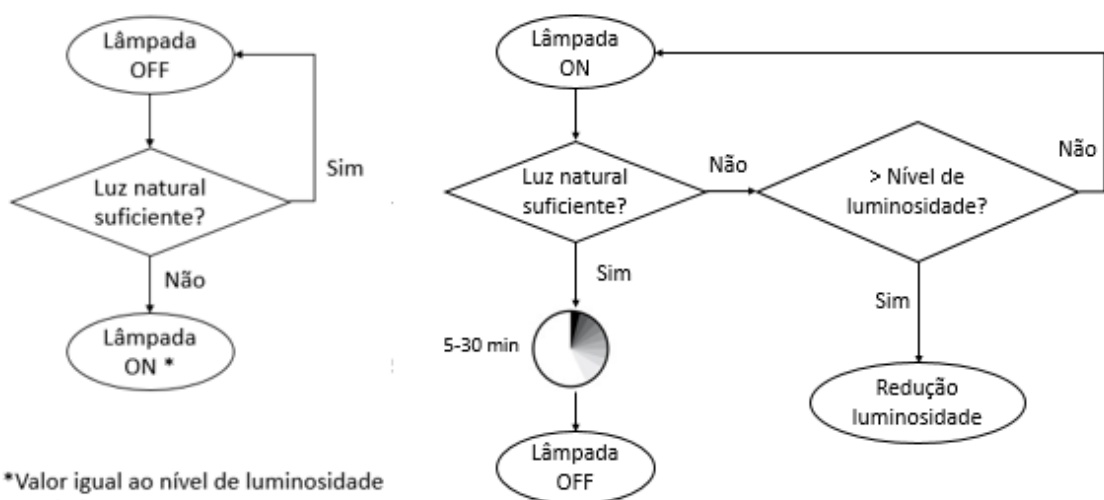 Lâmpada
OFF
Sim
Luz natural
suficiente?
Não
Lâmpada
ON *
*Valor igual ao nível de luminosidade
Lâmpada
ON
Luz natural
suficiente?
Não
> Nível de
luminosidade?
Não
Sim
5-30 min
Lâmpada
OFF
Sim
Redução
luminosidade